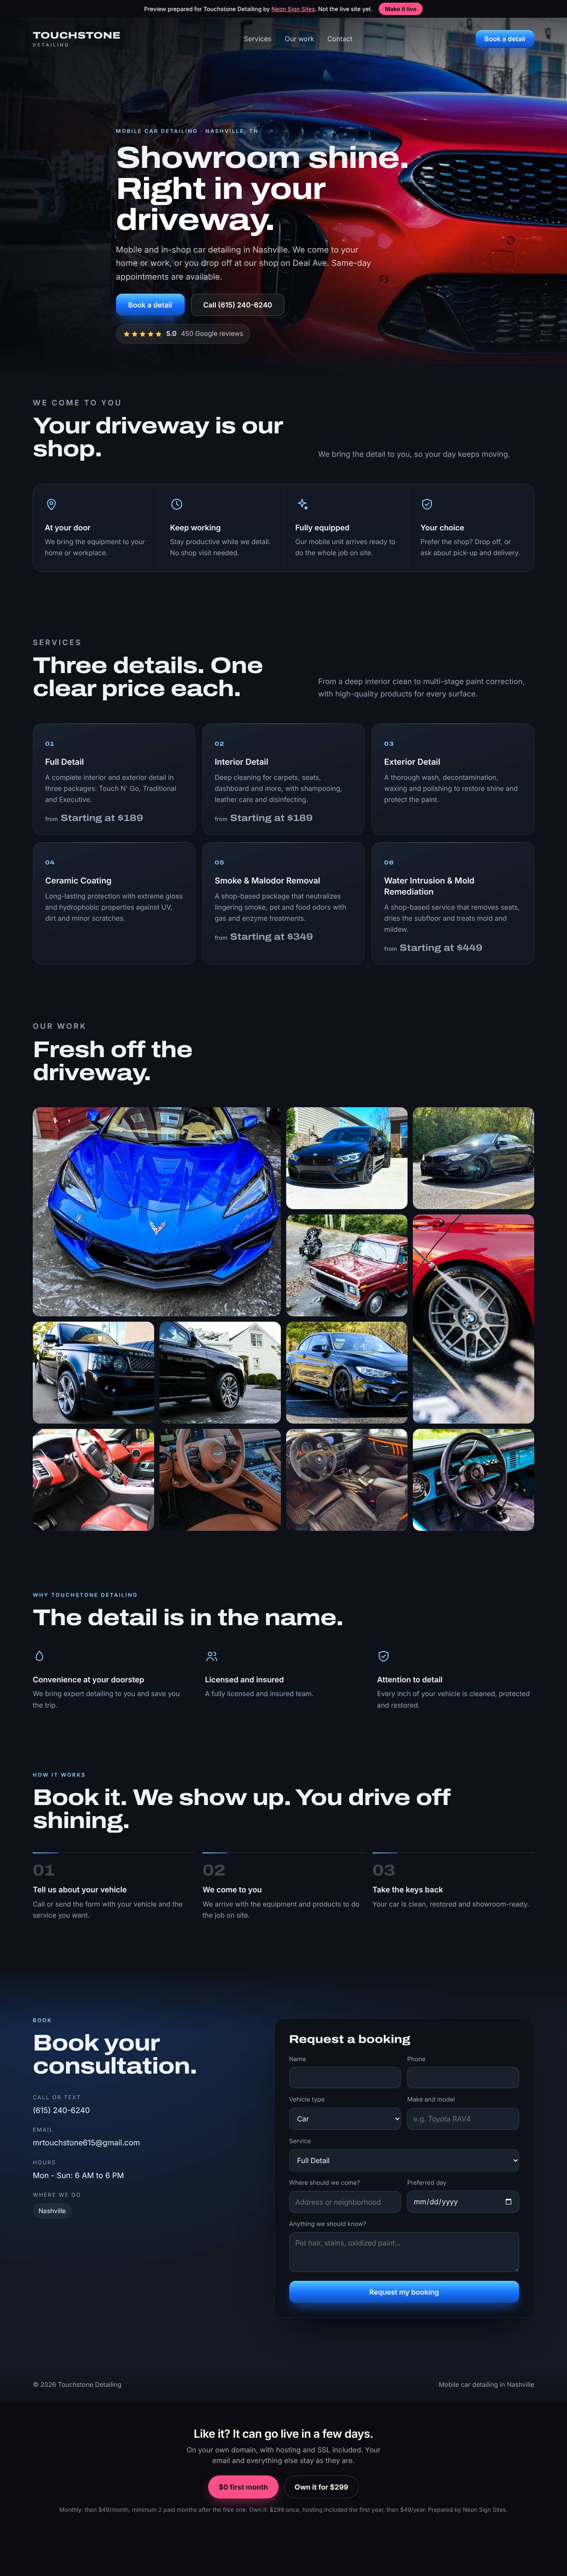 Preview prepared for Touchstone Detailing by Neon Sign Sites. Not the live site yet.
Make it live
TOUCHSTONE
DETAILING
Services
Our work
Contact
Book a detail
MOBILE CAR DETAILING · NASHVILLE, TN
Showroom shine.
Right in your
driveway.
Mobile and in-shop car detailing in Nashville. We come to your
home or work, or you drop off at our shop on Deal Ave. Same-day
appointments are available.
Book a detail
Call (615) 240-6240
5.0 450 Google reviews
WE COME TO YOU
Your driveway is our
shop.
We bring the detail to you, so your day keeps moving.
At your door
We bring the equipment to your
home or workplace.
Keep working
Stay productive while we detail.
No shop visit needed.
Fully equipped
Our mobile unit arrives ready to
do the whole job on site.
Your choice
Prefer the shop? Drop off, or
ask about pick-up and delivery.
SERVICES
Three details. One
clear price each.
From a deep interior clean to multi-stage paint correction,
with high-quality products for every surface.
01
Full Detail
A complete interior and exterior detail in
three packages: Touch N' Go, Traditional
and Executive.
from Starting at $189
02
Interior Detail
Deep cleaning for carpets, seats,
dashboard and more, with shampooing,
leather care and disinfecting.
from Starting at $189
03
Exterior Detail
A thorough wash, decontamination,
waxing and polishing to restore shine and
protect the paint.
04
Ceramic Coating
Long-lasting protection with extreme gloss
and hydrophobic properties against UV,
dirt and minor scratches.
05
Smoke & Malodor Removal
A shop-based package that neutralizes
lingering smoke, pet and food odors with
gas and enzyme treatments.
from Starting at $349
06
Water Intrusion & Mold
Remediation
A shop-based service that removes seats,
dries the subfloor and treats mold and
mildew.
from Starting at $449
OUR WORK
Fresh off the
driveway.
WHY TOUCHSTONE DETAILING
The detail is in the name.
Convenience at your doorstep
We bring expert detailing to you and save you
the trip.
Licensed and insured
A fully licensed and insured team.
Attention to detail
Every inch of your vehicle is cleaned, protected
and restored.
HOW IT WORKS
Book it. We show up. You drive off
shining.
01
Tell us about your vehicle
Call or send the form with your vehicle and the
service you want.
02
We come to you
We arrive with the equipment and products to do
the job on site.
03
Take the keys back
Your car is clean, restored and showroom-ready.
BOOK
Book your
consultation.
CALL OR TEXT
(615) 240-6240
EMAIL
mrtouchstone615@gmail.com
HOURS
Mon - Sun: 6 AM to 6 PM
WHERE WE GO
Nashville
Request a booking
Name
Phone
Vehicle type
Make and model
Car
e.g. Toyota RAV4
Service
Full Detail
Where should we come?
Preferred day
Address or neighborhood
mm/dd/yyyy
Anything we should know?
Pet hair, stains, oxidized paint...
Request my booking
© 2026 Touchstone Detailing
Mobile car detailing in Nashville
Like it? It can go live in a few days.
On your own domain, with hosting and SSL included. Your
email and everything else stay as they are.
$0 first month
Own it for $299
Monthly: then $49/month, minimum 2 paid months after the free one. Own it: $299 once, hosting included the first year, then $49/year. Prepared by Neon Sign Sites.